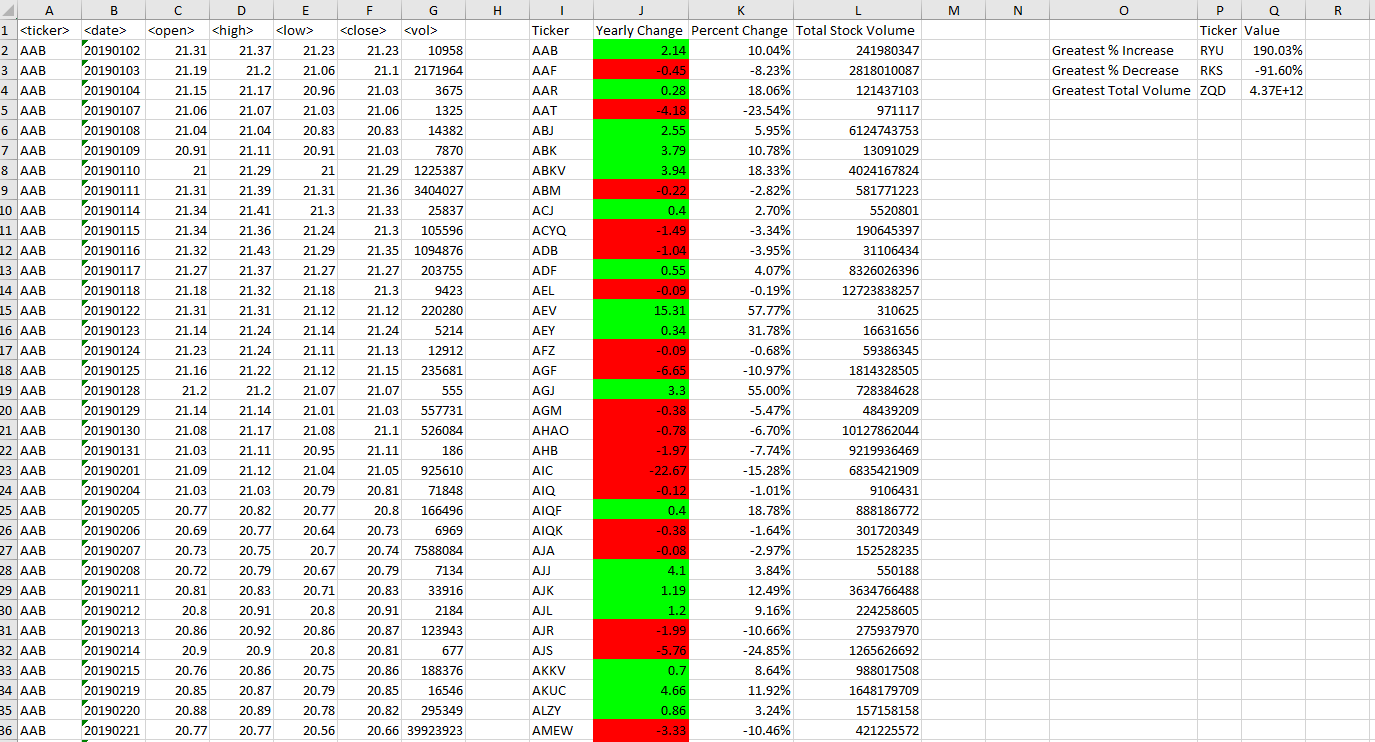 A B C D E F G H I J K L M N O P Q R
1 <ticker> <date> <open> <high> <low> <close> <vol> Ticker Yearly Change Percent Change Total Stock Volume Ticker Value
2 AAB 20190102 21.31 21.37 21.23 21.23 10958 AAB 2.14 10.04% 241980347 Greatest % Increase RYU 190.03%
3 AAB 20190103 21.19 21.2 21.06 21.1 2171964 AAF -0.45 -8.23% 2818010087 Greatest % Decrease RKS -91.60%
4 AAB 20190104 21.15 21.17 20.96 21.03 3675 AAR 0.28 18.06% 121437103 Greatest Total Volume ZQD 4.37E+12
5 AAB 20190107 21.06 21.07 21.03 21.06 1325 AAT -4.18 -23.54% 971117
6 AAB 20190108 21.04 21.04 20.83 20.83 14382 ABJ 2.55 5.95% 6124743753
7 AAB 20190109 20.91 21.11 20.91 21.03 7870 ABK 3.79 10.78% 13091029
8 AAB 20190110 21 21.29 21 21.29 1225387 ABKV 3.94 18.33% 4024167824
9 AAB 20190111 21.31 21.39 21.31 21.36 3404027 ABM -0.22 -2.82% 581771223
10 AAB 20190114 21.34 21.41 21.3 21.33 25837 ACJ 0.4 2.70% 5520801
11 AAB 20190115 21.34 21.36 21.24 21.3 105596 ACYQ -1.49 -3.34% 190645397
12 AAB 20190116 21.32 21.43 21.29 21.35 1094876 ADB -1.04 -3.95% 31106434
13 AAB 20190117 21.27 21.37 21.27 21.27 203755 ADF 0.55 4.07% 8326026396
14 AAB 20190118 21.18 21.32 21.18 21.3 9423 AEL -0.09 -0.19% 12723838257
15 AAB 20190122 21.31 21.31 21.12 21.12 220280 AEV 15.31 57.77% 310625
16 AAB 20190123 21.14 21.24 21.14 21.24 5214 AEY 0.34 31.78% 16631656
17 AAB 20190124 21.23 21.24 21.11 21.13 12912 AFZ -0.09 -0.68% 59386345
18 AAB 20190125 21.16 21.22 21.12 21.15 235681 AGF -6.65 -10.97% 1814328505
19 AAB 20190128 21.2 21.2 21.07 21.07 555 AGJ 3.3 55.00% 728384628
20 AAB 20190129 21.14 21.14 21.01 21.03 557731 AGM -0.38 -5.47% 48439209
21 AAB 20190130 21.08 21.17 21.08 21.1 526084 AHAO -0.78 -6.70% 10127862044
22 AAB 20190131 21.03 21.11 20.95 21.11 186 AHB -1.97 -7.74% 9219936469
23 AAB 20190201 21.09 21.12 21.04 21.05 925610 AIC -22.67 -15.28% 6835421909
24 AAB 20190204 21.03 21.03 20.79 20.81 71848 AIQ -0.12 -1.01% 9106431
25 AAB 20190205 20.77 20.82 20.77 20.8 166496 AIQF 0.4 18.78% 888186772
26 AAB 20190206 20.69 20.77 20.64 20.73 6969 AIQK -0.38 -1.64% 301720349
27 AAB 20190207 20.73 20.75 20.7 20.74 7588084 AJA -0.08 -2.97% 152528235
28 AAB 20190208 20.72 20.79 20.67 20.79 7134 AJJ 4.1 3.84% 550188
29 AAB 20190211 20.81 20.83 20.71 20.83 33916 AJK 1.19 12.49% 3634766488
30 AAB 20190212 20.8 20.91 20.8 20.91 2184 AJL 1.2 9.16% 224258605
31 AAB 20190213 20.86 20.92 20.86 20.87 123943 AJR -1.99 -10.66% 275937970
32 AAB 20190214 20.9 20.9 20.8 20.81 677 AJS -5.76 -24.85% 1265626692
33 AAB 20190215 20.76 20.86 20.75 20.86 188376 AKKV 0.7 8.64% 988017508
34 AAB 20190219 20.85 20.87 20.79 20.85 16546 AKUC 4.66 11.92% 1648179709
35 AAB 20190220 20.88 20.89 20.78 20.82 295349 ALZY 0.86 3.24% 157158158
36 AAB 20190221 20.77 20.77 20.56 20.66 39923923 AMEW -3.33 -10.46% 421225572